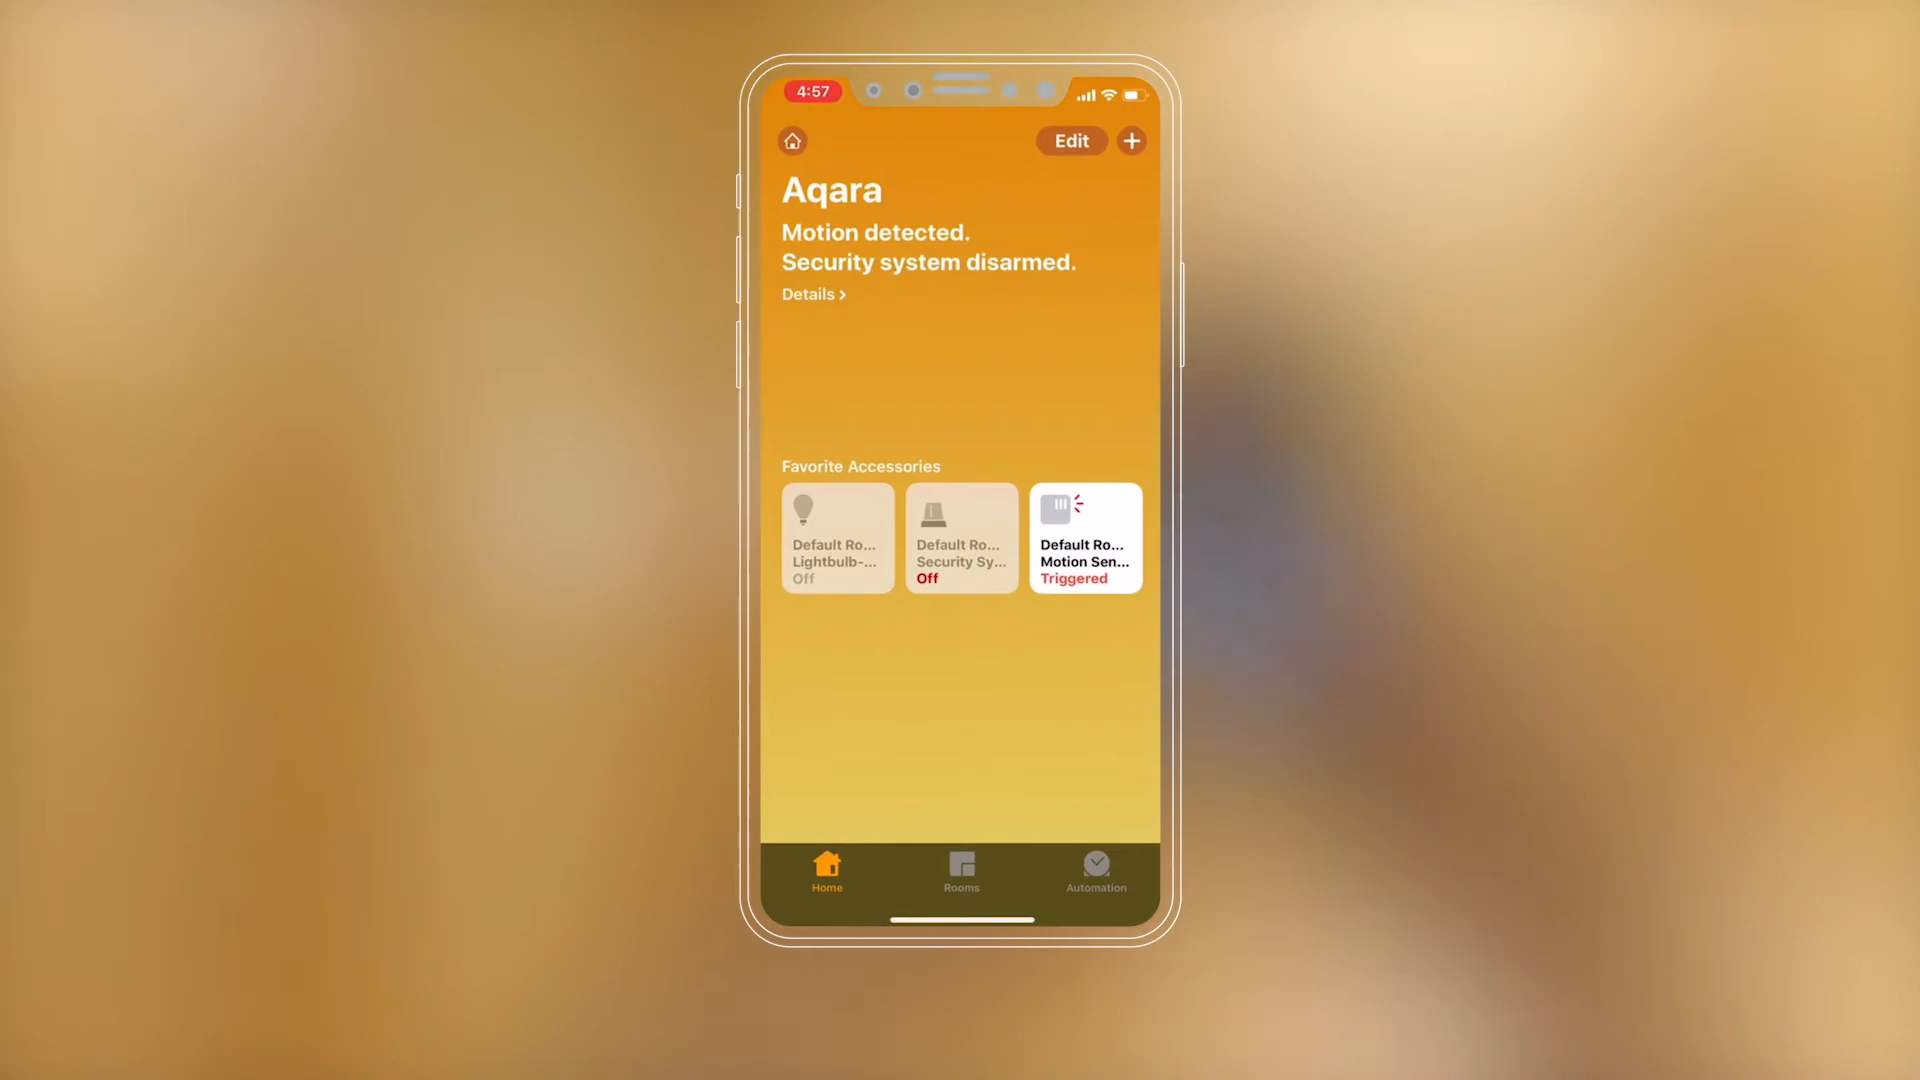 4:57
Edit
Aqara
Motion detected.
Security system disarmed.
Details
Favorite Accessories
Default Ro...
Lightbulb-...
Off
Default Ro...
Security Sy...
Off
Default Ro...
Motion Sen...
Triggered
Home
Rooms
Automation